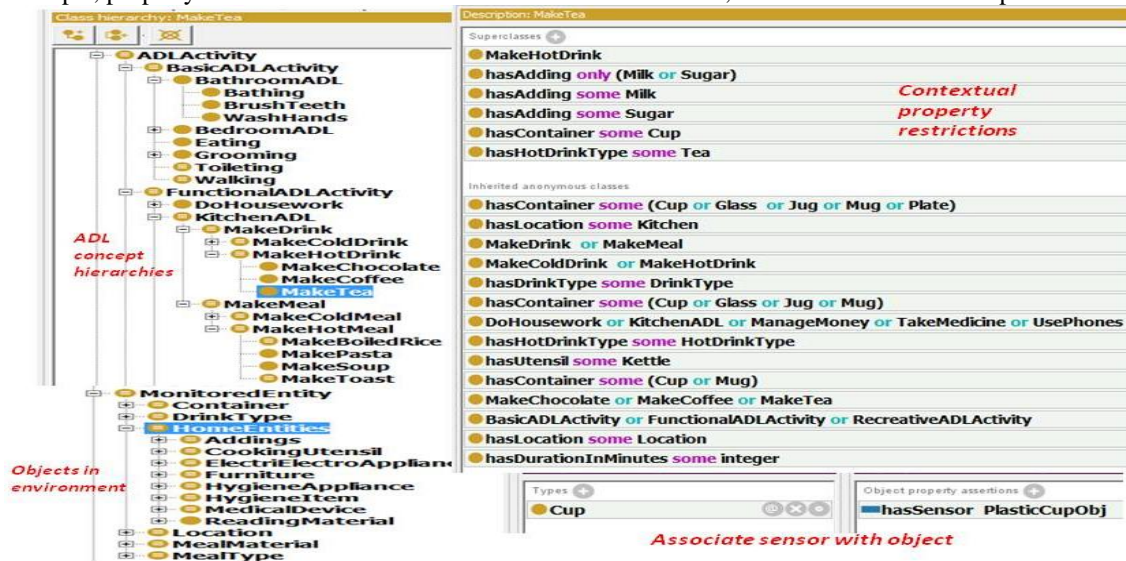 Class hierarchy: MakeTea
ADLActivity
BasicADLActivity
BathroomADL
Bathing
BrushTeeth
WashHands
BedroomADL
Eating
Grooming
Toileting
Walking
FunctionalADLActivity
DoHousework
KitchenADL
MakeDrink
MakeColdDrink
MakeHotDrink
MakeChocolate
MakeCoffee
MakeTea
MakeMeal
MakeColdMeal
MakeHotMeal
MakeBoiledRice
MakePasta
MakeSoup
MakeToast
ADL
concept
hierarchies
MonitoredEntity
Container
DrinkType
HomeEntities
Addings
CookingUtensil
ElectriElectroApplianc
Furniture
HygieneAppliance
HygieneItem
MedicalDevice
ReadingMaterial
Location
MealMaterial
MealType
Objects in
environment
Description: MakeTea
Superclasses
MakeHotDrink
hasAdding only (Milk or Sugar)
hasAdding some Milk
hasAdding some Sugar
hasContainer some Cup
hasHotDrinkType some Tea
Contextual
property
restrictions
Inherited anonymous classes
hasContainer some (Cup or Glass or Jug or Mug or Plate)
hasLocation some Kitchen
MakeDrink or MakeMeal
MakeColdDrink or MakeHotDrink
hasDrinkType some DrinkType
hasContainer some (Cup or Glass or Jug or Mug)
DoHousework or KitchenADL or ManageMoney or TakeMedicine or UsePhones
hasHotDrinkType some HotDrinkType
hasUtensil some Kettle
hasContainer some (Cup or Mug)
MakeChocolate or MakeCoffee or MakeTea
BasicADLActivity or FunctionalADLActivity or RecreativeADLActivity
hasLocation some Location
hasDurationInMinutes some integer
Types
Cup
Object property assertions
hasSensor PlasticCupObj
Associate sensor with object